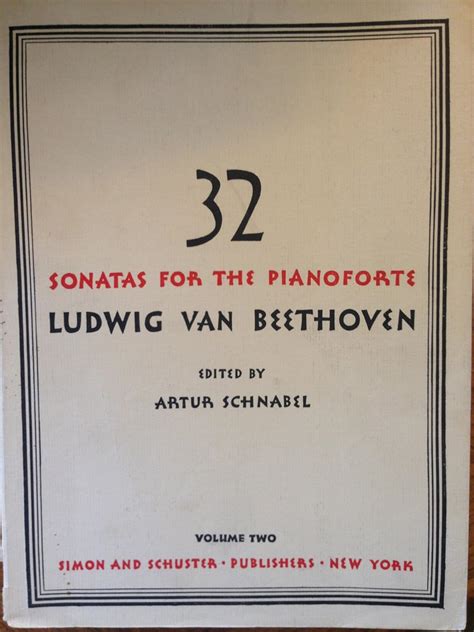 32
SONATAS FOR THE PIANOFORTE
LUDWIG VAN BEETHOVEN
EDITED BY
ARTUR SCHNABEL
VOLUME TWO
SIMON AND SCHUSTER · PUBLISHERS · NEW YORK